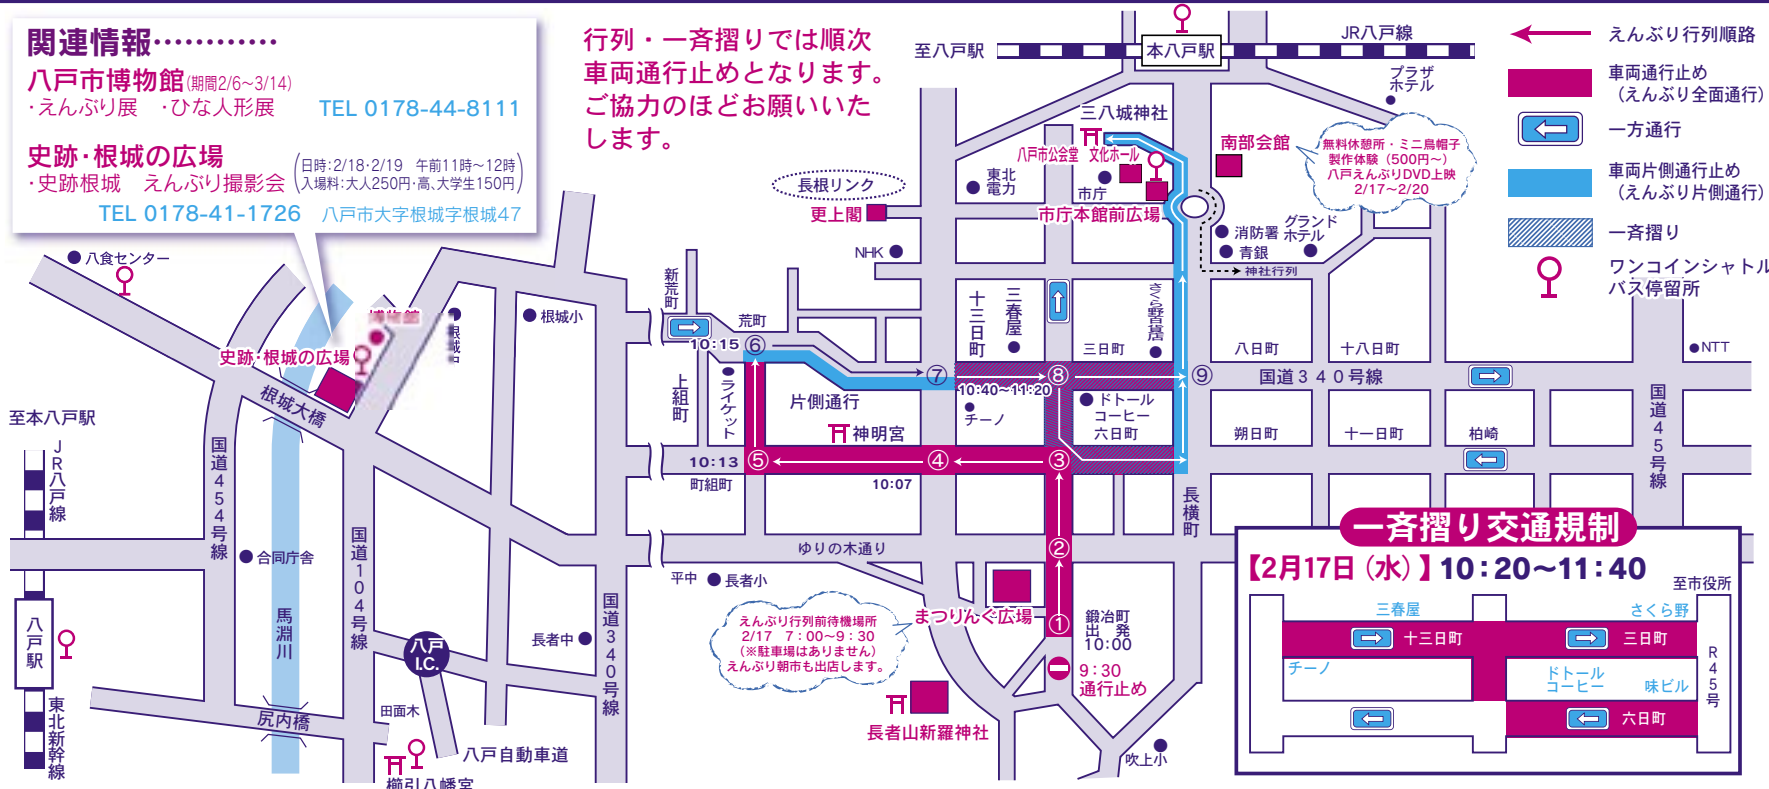 関連情報…………
八戸市博物館(期間2/6～3/14)
・えんぶり展　・ひな人形展　TEL 0178-44-8111
史跡・根城の広場
(日時:2/18・2/19　午前11時～12時
入場料:大人250円・高、大学生150円)
・史跡根城　えんぶり撮影会
TEL 0178-41-1726　八戸市大字根城字根城47
行列・一斉摺りでは順次
車両通行止めとなります。
ご協力のほどお願いいた
します。
至八戸駅
本八戸駅
JR八戸線
えんぶり行列順路
車両通行止め
（えんぶり全面通行）
一方通行
車両片側通行止め
（えんぶり片側通行）
一斉摺り
ワンコインシャトル
バス停留所
プラザ
ホテル
三八城神社
八戸市公会堂　文化ホール
南部会館
無料休憩所・ミニ烏帽子
製作体験（500円～）
八戸えんぶりDVD上映
2/17～2/20
東北
電力
市庁
長根リンク
更上閣
市庁本館前広場
消防署
グランド
ホテル
青銀
NHK
神社行列
八食センター
博物館
史跡・根城の広場
根城小
新荒町
荒町
10:15
⑥
十三日町
三春屋
さくら野百貨店
三日町
八日町
十八日町
NTT
⑦
⑧
⑨
国道340号線
10:40～11:20
上組町
ライケット
片側通行
チーノ
ドトール
コーヒー
六日町
朔日町
十一日町
柏崎
国道45号線
神明宮
10:13
⑤
④
③
町組町
10:07
長横町
根城大橋
至本八戸駅
JR八戸線
国道454号線
国道104号線
合同庁舎
馬淵川
八戸駅
東北新幹線
尻内橋
田面木
櫛引八幡宮
八戸
I.C.
八戸自動車道
長者中
国道340号線
平中
長者小
ゆりの木通り
②
まつりんぐ広場
①
鍛冶町
出発
10:00
9:30
通行止め
えんぶり行列前待機場所
2/17　7:00～9:30
（※駐車場はありません）
えんぶり朝市も出店します。
長者山新羅神社
吹上小
一斉摺り交通規制
【2月17日（水）】10:20～11:40
至市役所
三春屋
さくら野
十三日町
三日町
チーノ
ドトール
コーヒー
味ビル
六日町
R45号